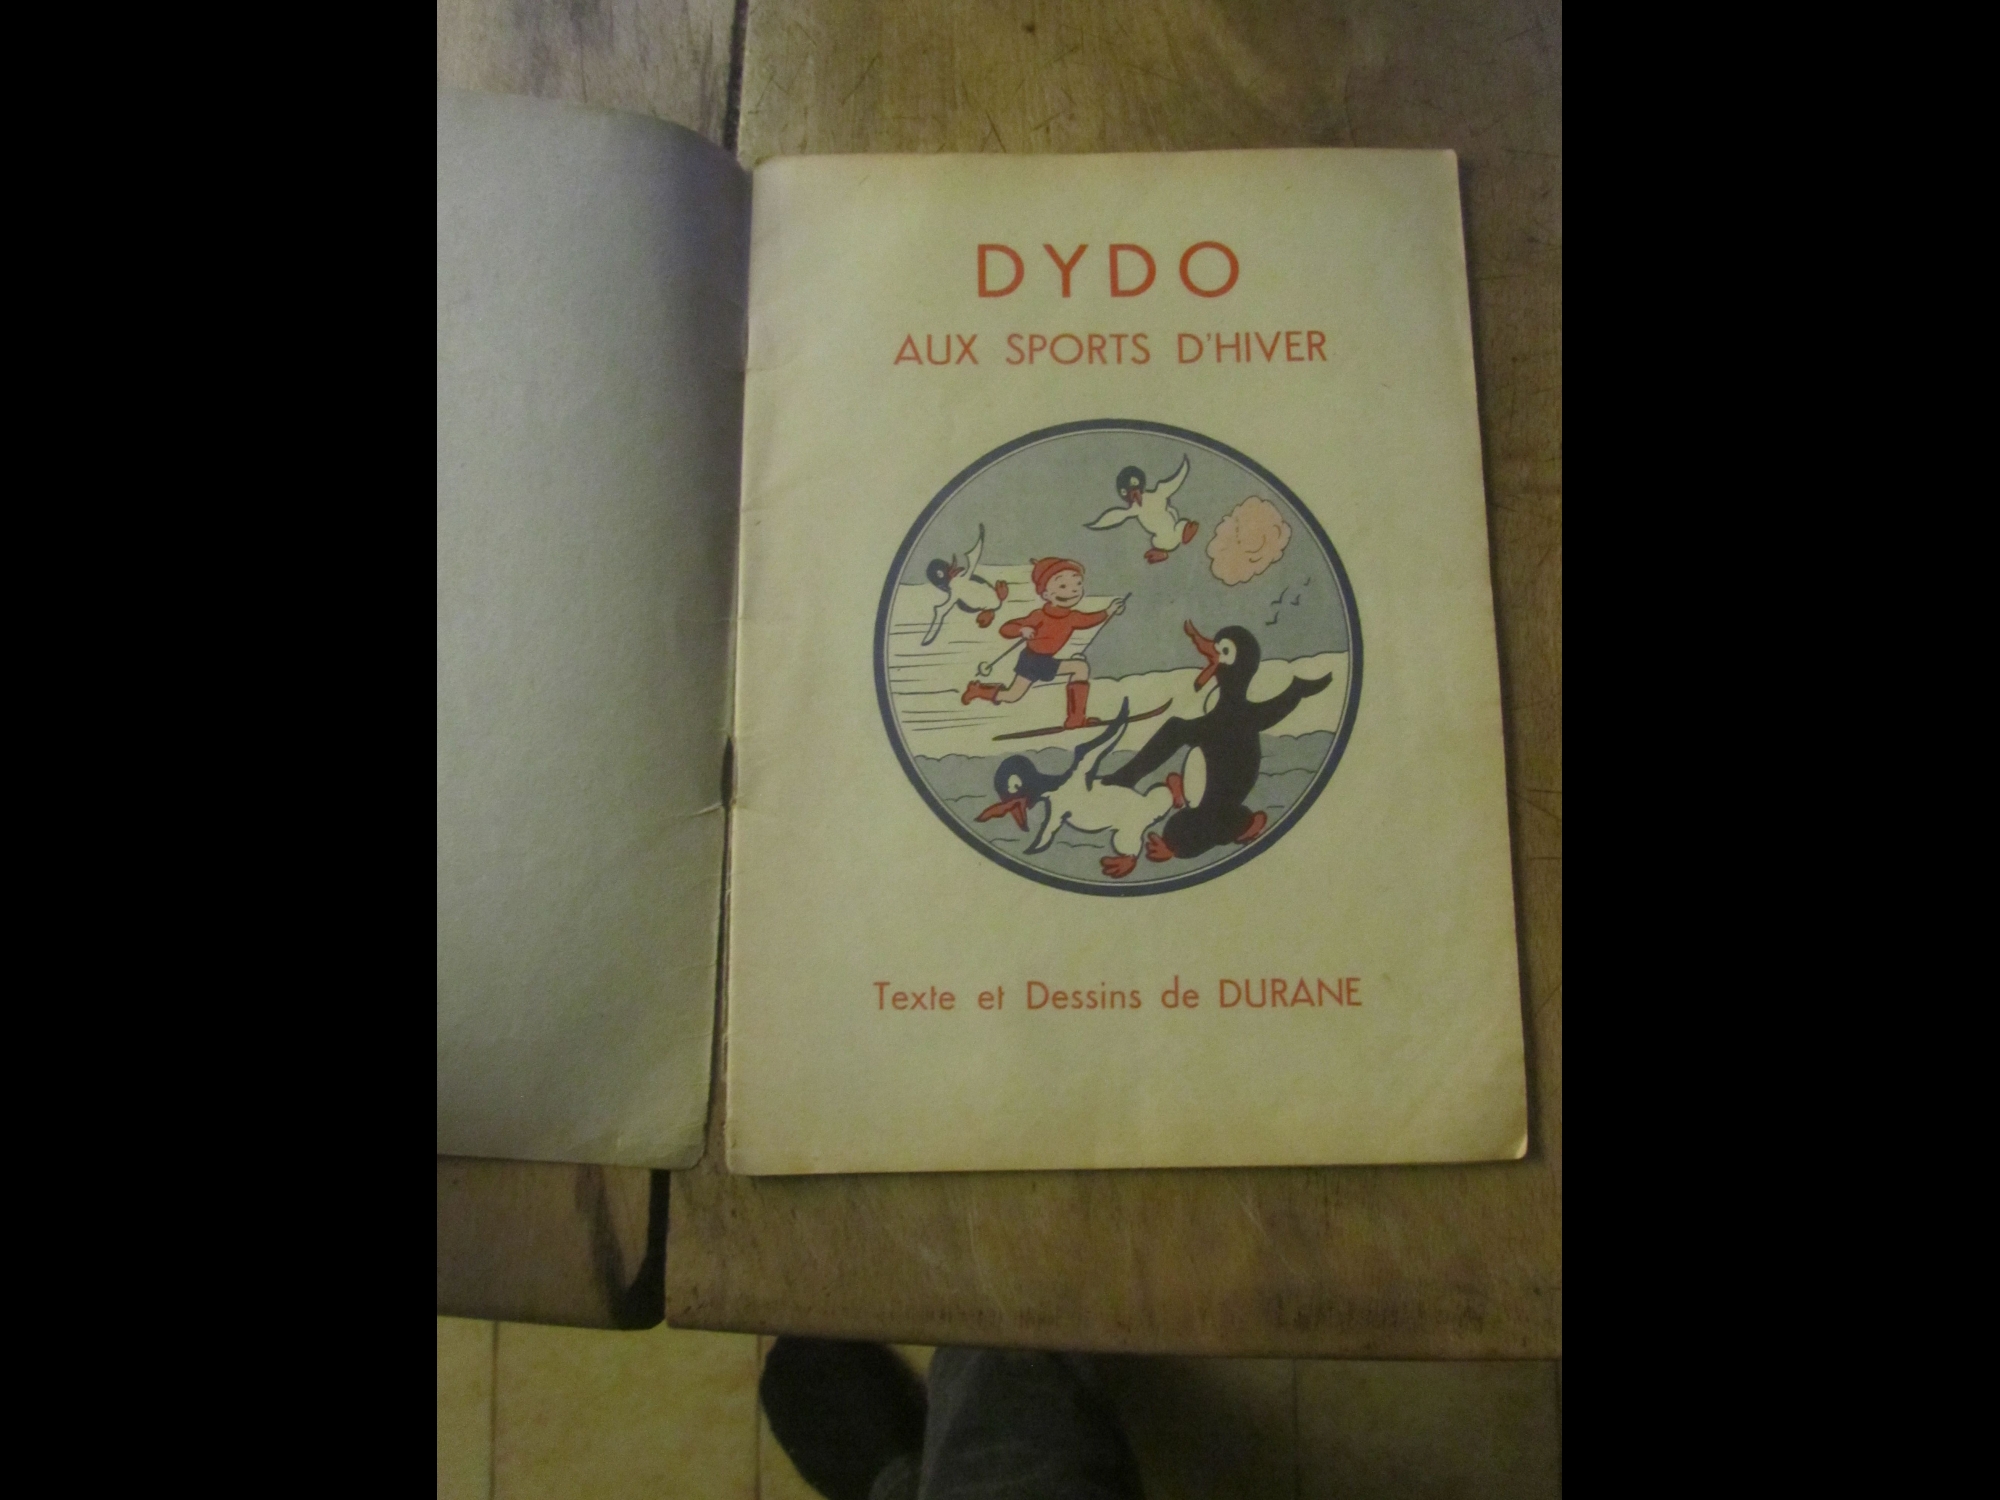 DYDO
AUX SPORTS D'HIVER
Texte et Dessins de DURANE